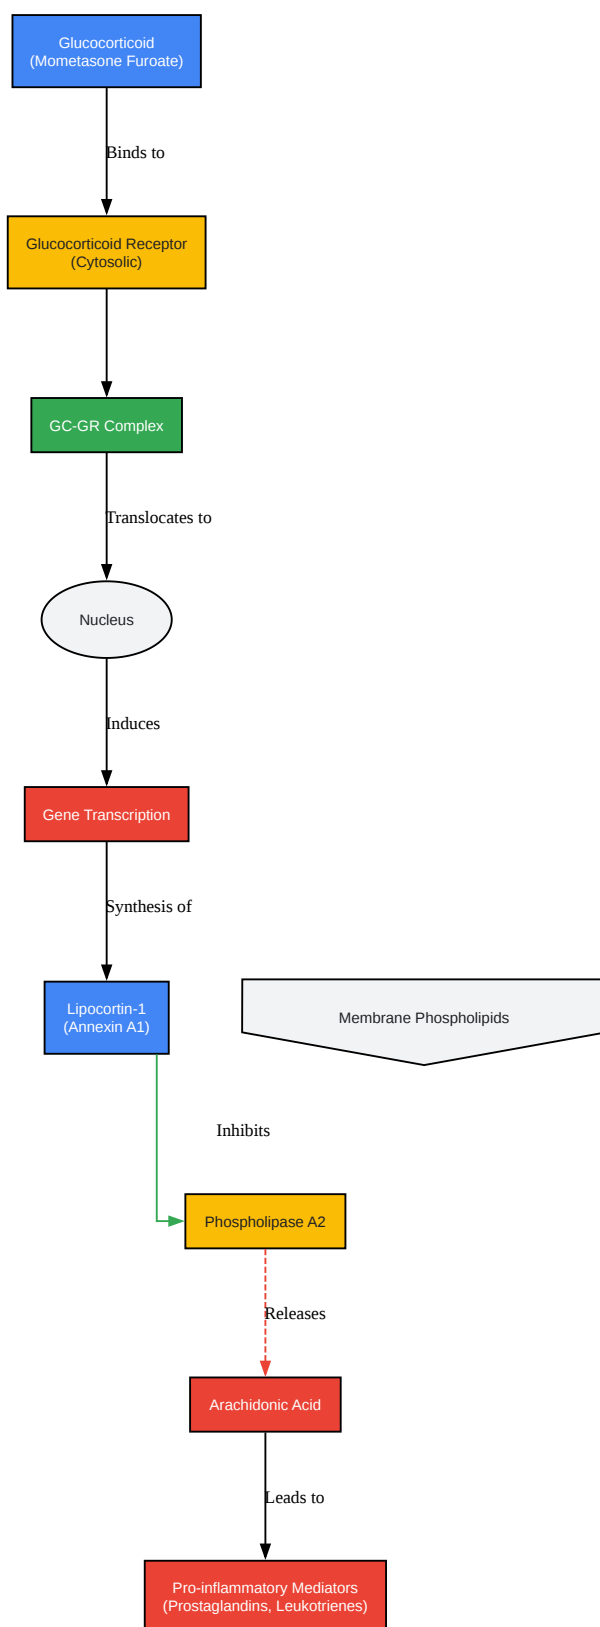 Glucocorticoid
(Mometasone Furoate)
Binds to
Glucocorticoid Receptor
(Cytosolic)
GC-GR Complex
Translocates to
Nucleus
Induces
Gene Transcription
Synthesis of
Lipocortin-1
(Annexin A1)
Membrane Phospholipids
Inhibits
Phospholipase A2
Releases
Arachidonic Acid
Leads to
Pro-inflammatory Mediators
(Prostaglandins, Leukotrienes)